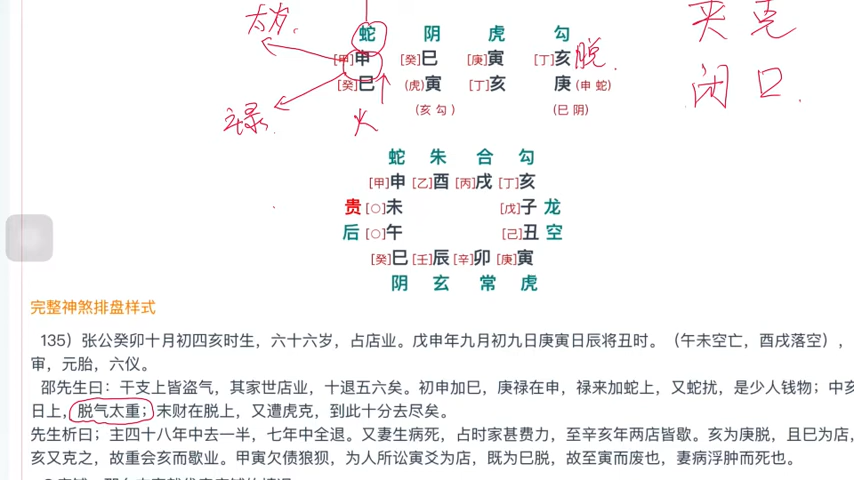 太岁.
夹克
蛇 阴 虎 勾
[甲]申 [癸]巳 [庚]寅 [丁]亥 脱.
[癸]巳 (虎)寅 [丁]亥 庚(申 蛇)
(亥 勾) (巳 阴)
闭口
禄 火
蛇 朱 合 勾
[甲]申 [乙]酉 [丙]戌 [丁]亥
贵 [○]未 [戊]子 龙
后 [○]午 [己]丑 空
[癸]巳 [壬]辰 [辛]卯 [庚]寅
阴 玄 常 虎
完整神煞排盘样式
135）张公癸卯十月初四亥时生，六十六岁，占店业。戊申年九月初九日庚寅日辰将丑时。（午未空亡，酉戌落空），
审，元胎，六仪。
邵先生曰：干支上皆盗气，其家世店业，十退五六矣。初申加巳，庚禄在申，禄来加蛇上，又蛇扰，是少人钱物；中亥
日上，脱气太重；末财在脱上，又遭虎克，到此十分去尽矣。
先生析曰；主四十八年中去一半，七年中全退。又妻生病死，占时家甚费力，至辛亥年两店皆歇。亥为庚脱，且巳为店，
亥又克之，故重会亥而歇业。甲寅欠债狼狈，为人所讼寅爻为店，既为巳脱，故至寅而废也，妻病浮肿而死也。